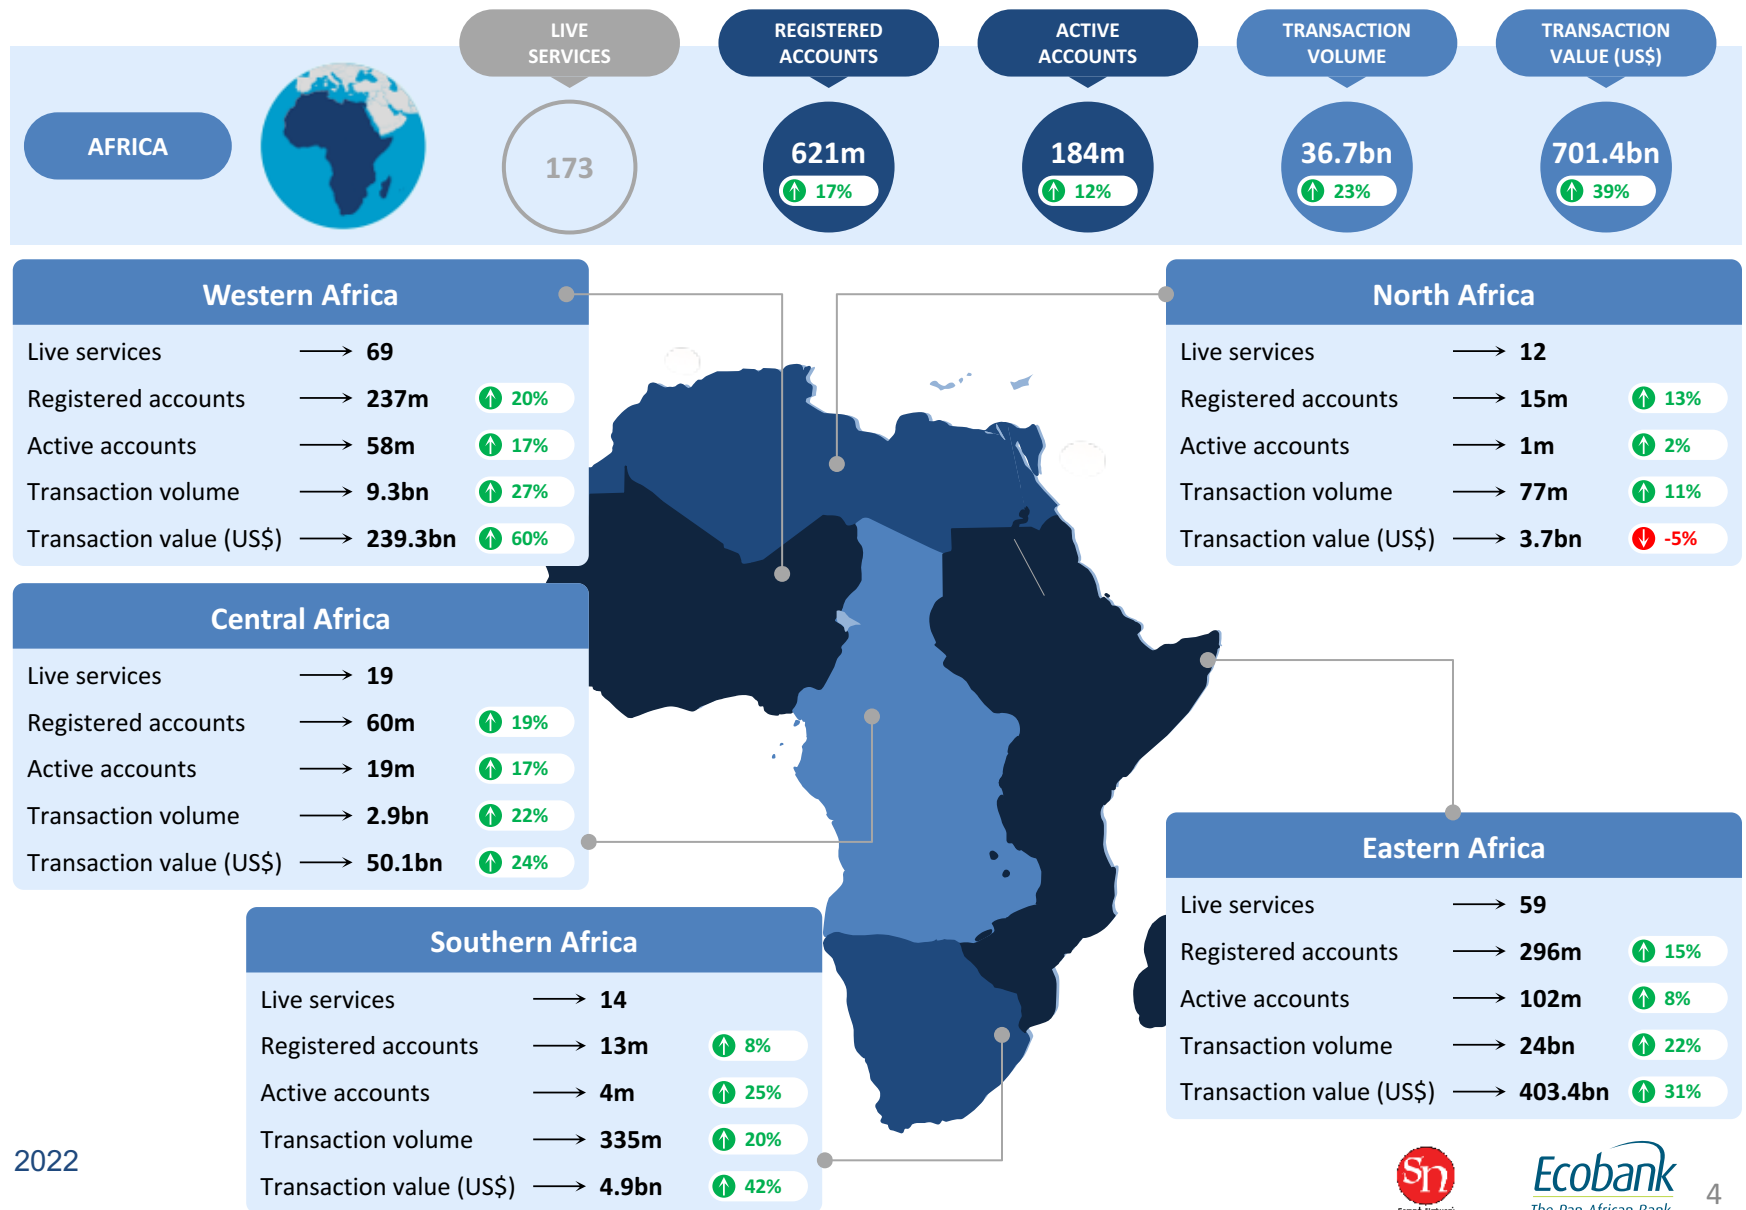 LIVE
SERVICES
REGISTERED
ACCOUNTS
ACTIVE
ACCOUNTS
TRANSACTION
VOLUME
TRANSACTION
VALUE (US$)
AFRICA
173
621m
17%
184m
12%
36.7bn
23%
701.4bn
39%
Western Africa
Live services 69
Registered accounts 237m 20%
Active accounts 58m 17%
Transaction volume 9.3bn 27%
Transaction value (US$) 239.3bn 60%
North Africa
Live services 12
Registered accounts 15m 13%
Active accounts 1m 2%
Transaction volume 77m 11%
Transaction value (US$) 3.7bn -5%
Central Africa
Live services 19
Registered accounts 60m 19%
Active accounts 19m 17%
Transaction volume 2.9bn 22%
Transaction value (US$) 50.1bn 24%
Eastern Africa
Live services 59
Registered accounts 296m 15%
Active accounts 102m 8%
Transaction volume 24bn 22%
Transaction value (US$) 403.4bn 31%
Southern Africa
Live services 14
Registered accounts 13m 8%
Active accounts 4m 25%
Transaction volume 335m 20%
Transaction value (US$) 4.9bn 42%
2022
Sn
Ecobank
The Pan African Bank
4